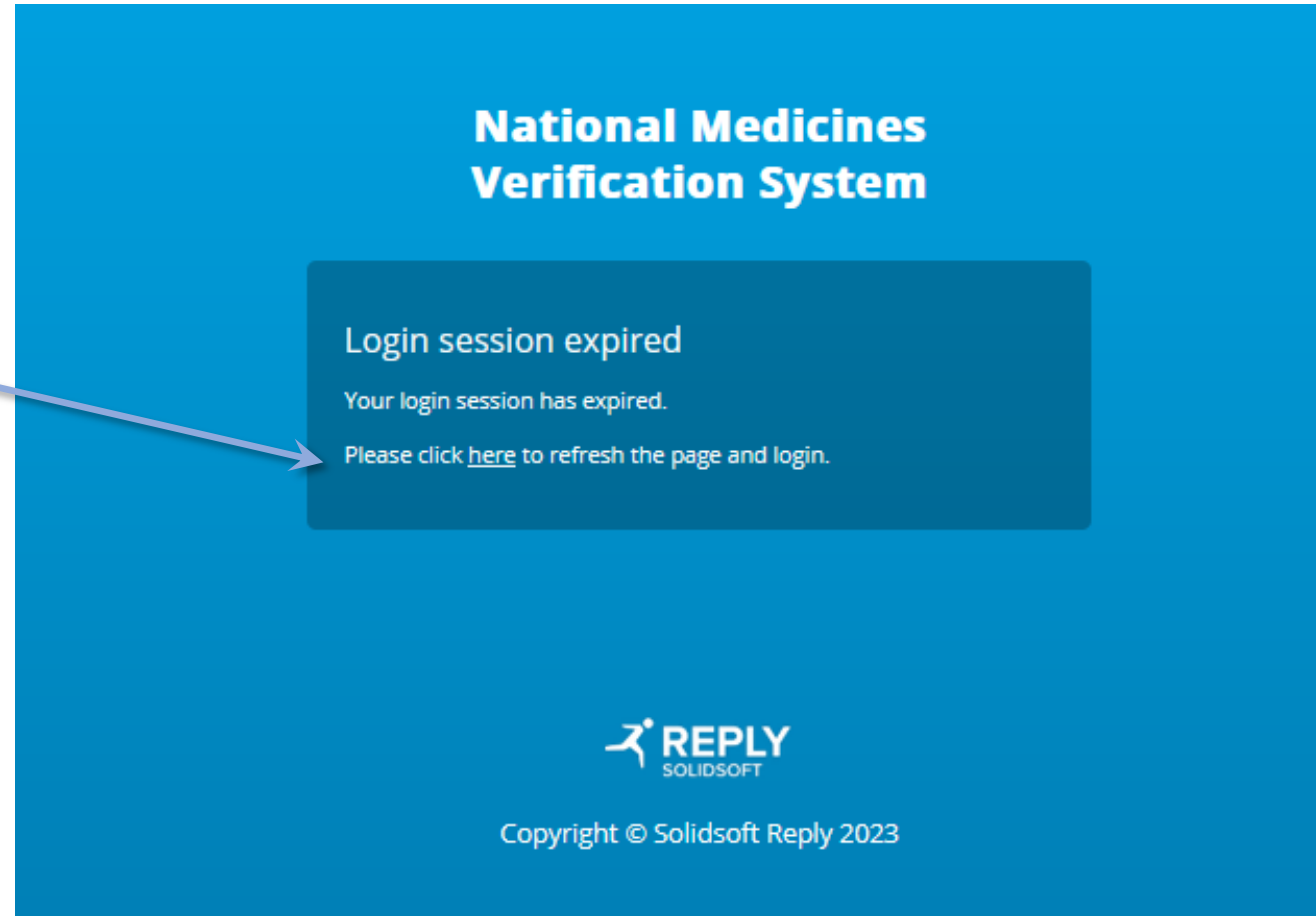 National Medicines
Verification System
Login session expired
Your login session has expired.
Please click here to refresh the page and login.
REPLY
SOLIDSOFT
Copyright © Solidsoft Reply 2023